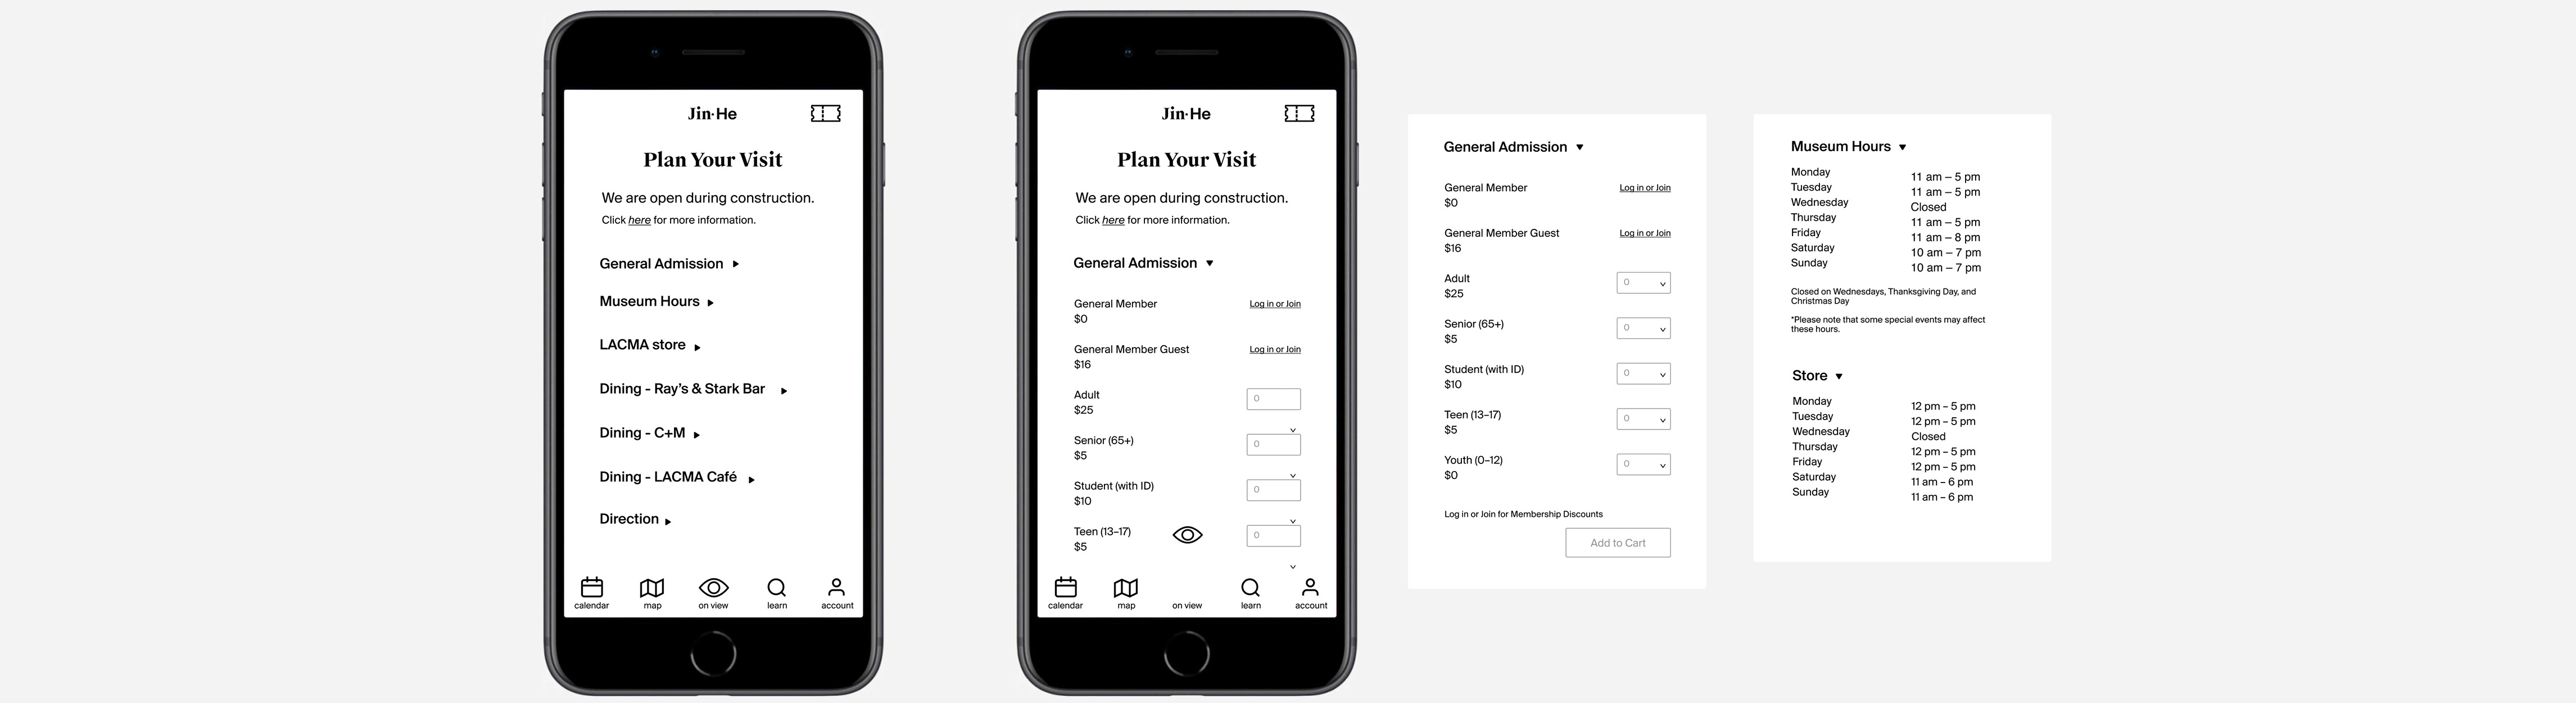 Jin·He
Plan Your Visit
We are open during construction.
Click here for more information.
General Admission
Museum Hours
LACMA store
Dining - Ray's & Stark Bar
Dining - C+M
Dining - LACMA Café
Direction
calendar map on view learn account
Jin·He
Plan Your Visit
We are open during construction.
Click here for more information.
General Admission
General Member Log in or Join
$0
General Member Guest Log in or Join
$16
Adult 0
$25
Senior (65+) 0
$5
Student (with ID) 0
$10
Teen (13–17) 0
$5
calendar map on view learn account
General Admission
General Member Log in or Join
$0
General Member Guest Log in or Join
$16
Adult 0
$25
Senior (65+) 0
$5
Student (with ID) 0
$10
Teen (13–17) 0
$5
Youth (0–12) 0
$0
Log in or Join for Membership Discounts
Add to Cart
Museum Hours
Monday 11 am – 5 pm
Tuesday 11 am – 5 pm
Wednesday Closed
Thursday 11 am – 5 pm
Friday 11 am – 8 pm
Saturday 10 am – 7 pm
Sunday 10 am – 7 pm
Closed on Wednesdays, Thanksgiving Day, and
Christmas Day
*Please note that some special events may affect
these hours.
Store
Monday 12 pm – 5 pm
Tuesday 12 pm – 5 pm
Wednesday Closed
Thursday 12 pm – 5 pm
Friday 12 pm – 5 pm
Saturday 11 am – 6 pm
Sunday 11 am – 6 pm